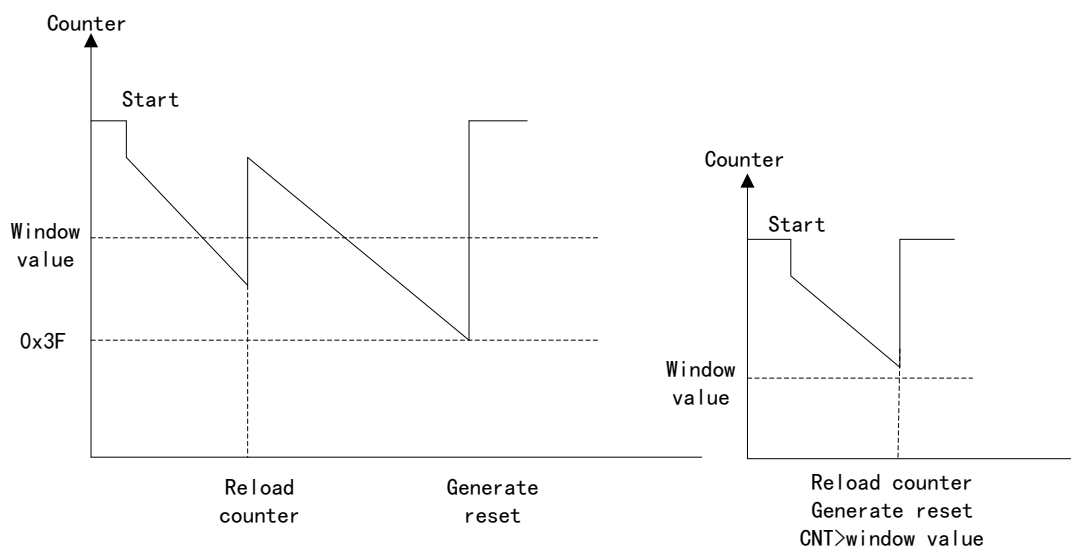 Counter
Start
Window
value
0x3F
Reload
counter
Generate
reset
Counter
Start
Window
value
Reload counter
Generate reset
CNT>window value